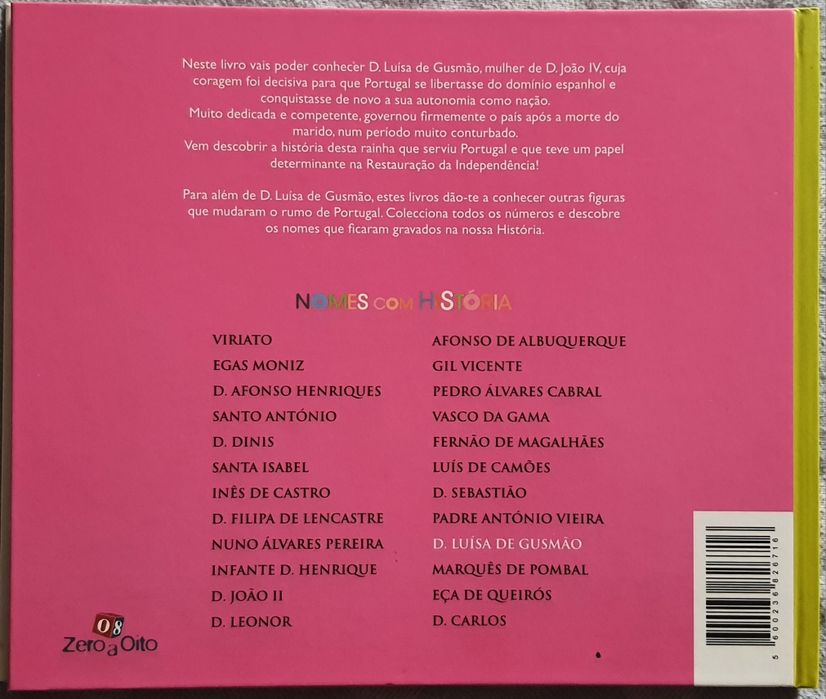 Neste livro vais poder conhecer D. Luísa de Gusmão, mulher de D. João IV, cuja
coragem foi decisiva para que Portugal se libertasse do domínio espanhol e
conquistasse de novo a sua autonomia como nação.
Muito dedicada e competente, governou firmemente o país após a morte do
marido, num período muito conturbado.
Vem descobrir a história desta rainha que serviu Portugal e que teve um papel
determinante na Restauração da Independência!
Para além de D. Luísa de Gusmão, estes livros dão-te a conhecer outras figuras
que mudaram o rumo de Portugal. Colecciona todos os números e descobre
os nomes que ficaram gravados na nossa História.
NOMES COM HISTÓRIA
VIRIATO
EGAS MONIZ
D. AFONSO HENRIQUES
SANTO ANTÓNIO
D. DINIS
SANTA ISABEL
INÊS DE CASTRO
D. FILIPA DE LENCASTRE
NUNO ÁLVARES PEREIRA
INFANTE D. HENRIQUE
D. JOÃO II
D. LEONOR
AFONSO DE ALBUQUERQUE
GIL VICENTE
PEDRO ÁLVARES CABRAL
VASCO DA GAMA
FERNÃO DE MAGALHÃES
LUÍS DE CAMÕES
D. SEBASTIÃO
PADRE ANTÓNIO VIEIRA
D. LUÍSA DE GUSMÃO
MARQUÊS DE POMBAL
EÇA DE QUEIRÓS
D. CARLOS
08
Zero a Oito
5600236826716